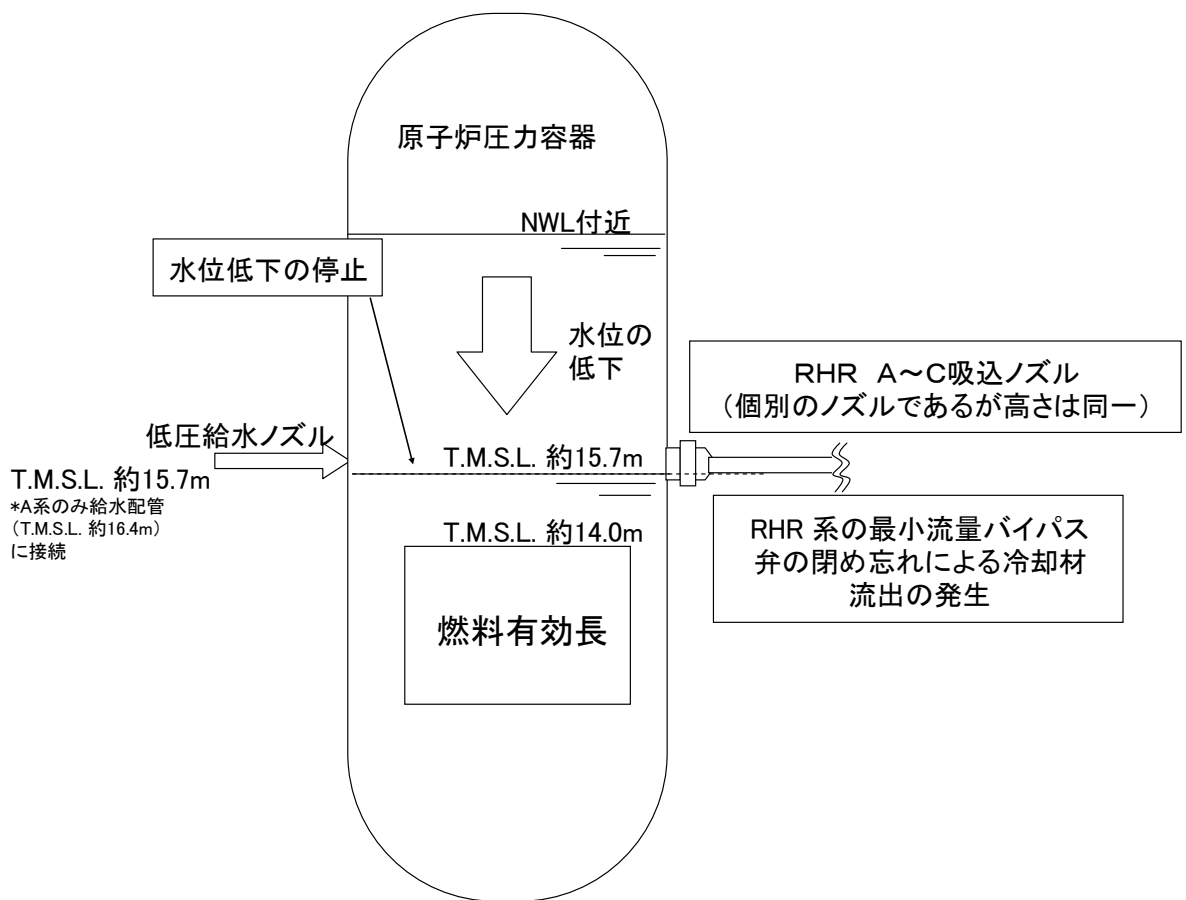 原子炉圧力容器
NWL付近
水位低下の停止
水位の
低下
RHR A～C吸込ノズル
（個別のノズルであるが高さは同一）
低圧給水ノズル
T.M.S.L. 約15.7m
T.M.S.L. 約15.7m
*A系のみ給水配管
（T.M.S.L. 約16.4m）
に接続
T.M.S.L. 約14.0m
RHR 系の最小流量バイパス
弁の閉め忘れによる冷却材
流出の発生
燃料有効長